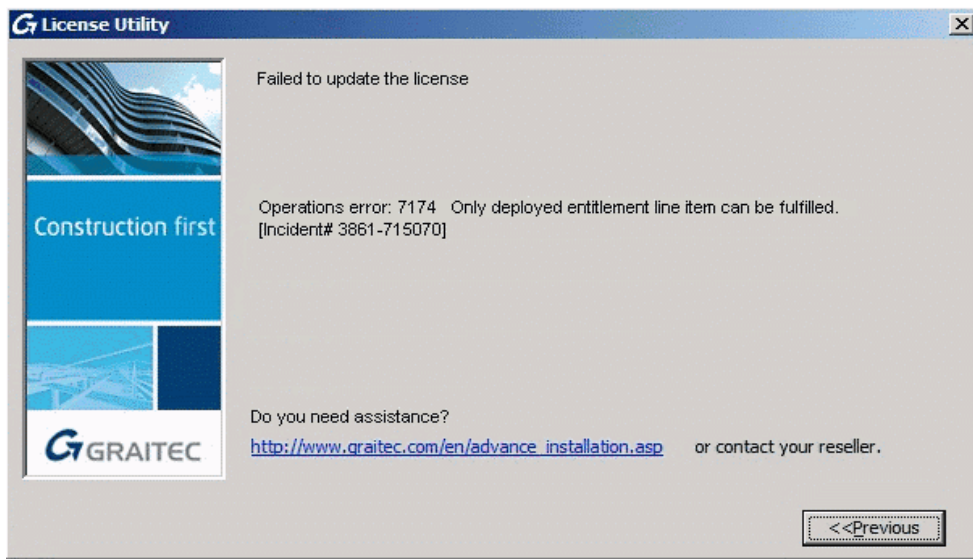 License Utility
Failed to update the license
Operations error: 7174 Only deployed entitlement line item can be fulfilled.
[Incident# 3861-715070]
Construction first
GRAITEC
Do you need assistance?
http://www.graitec.com/en/advance_installation.asp or contact your reseller.
<<Previous